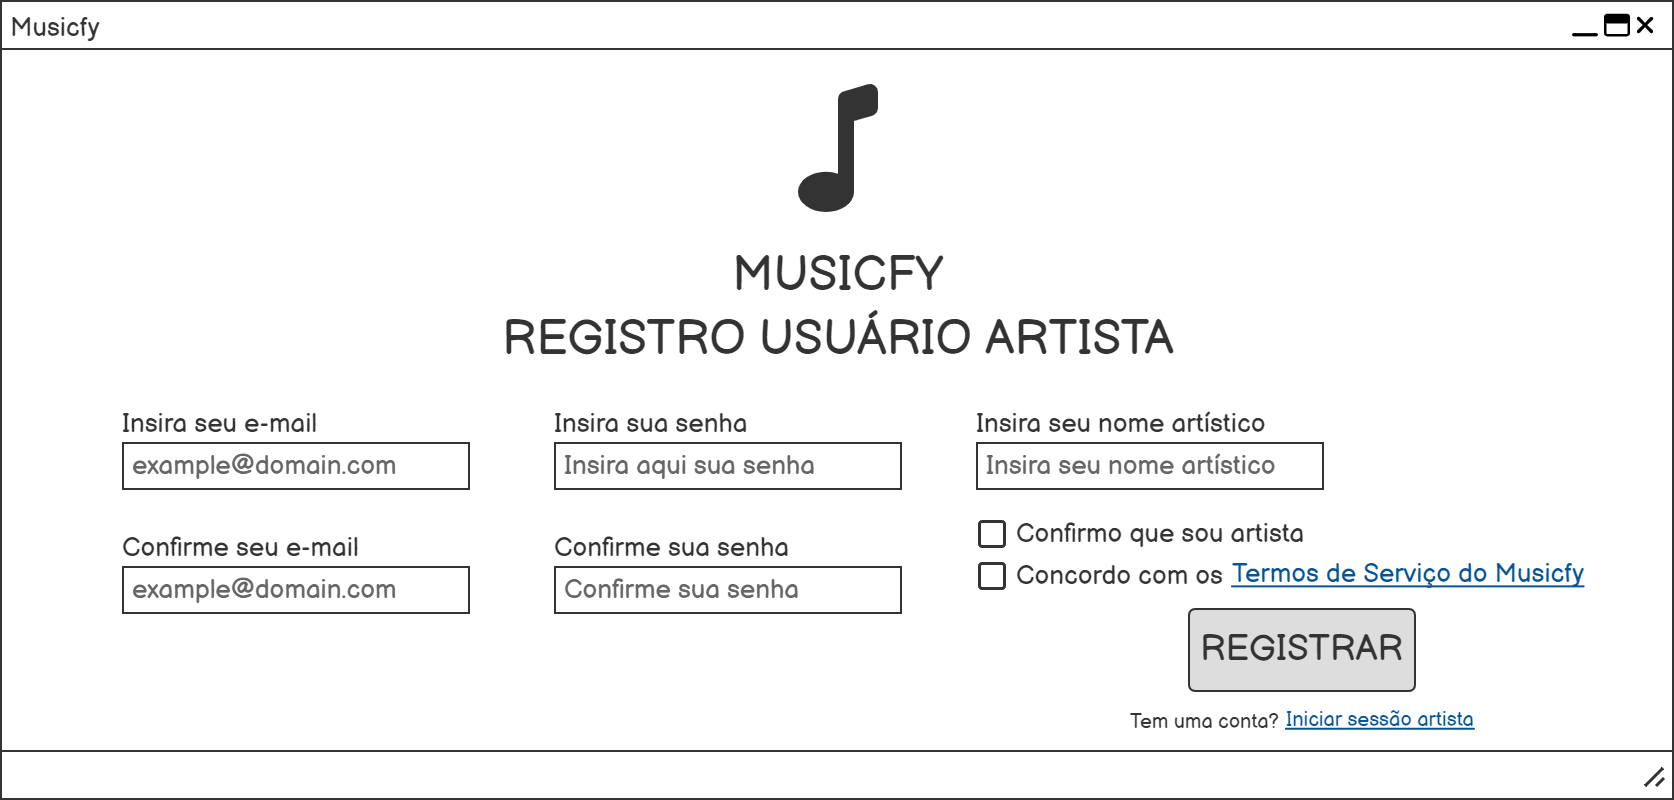 Musicfy
MUSICFY
REGISTRO USUÁRIO ARTISTA
Insira seu e-mail
example@domain.com
Confirme seu e-mail
example@domain.com
Insira sua senha
Insira aqui sua senha
Confirme sua senha
Confirme sua senha
Insira seu nome artístico
Insira seu nome artístico
Confirmo que sou artista
Concordo com os Termos de Serviço do Musicfy
REGISTRAR
Tem uma conta? Iniciar sessão artista